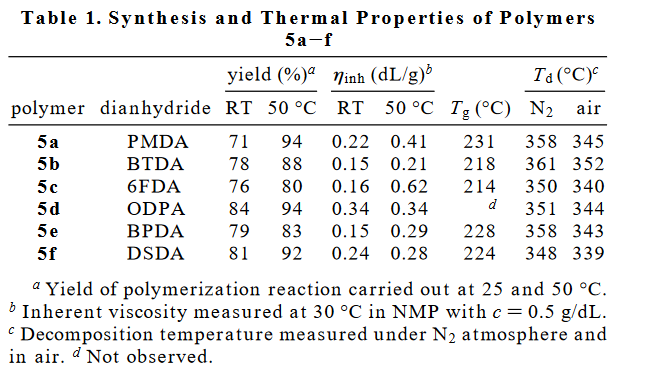 Table 1. Synthesis and Thermal Properties of Polymers
5a−f
yield (%)a ηinh (dL/g)b Td (°C)c
polymer dianhydride RT 50 °C RT 50 °C Tg (°C) N2 air
5a PMDA 71 94 0.22 0.41 231 358 345
5b BTDA 78 88 0.15 0.21 218 361 352
5c 6FDA 76 80 0.16 0.62 214 350 340
5d ODPA 84 94 0.34 0.34 d 351 344
5e BPDA 79 83 0.15 0.29 228 358 343
5f DSDA 81 92 0.24 0.28 224 348 339
a Yield of polymerization reaction carried out at 25 and 50 °C.
b Inherent viscosity measured at 30 °C in NMP with c = 0.5 g/dL.
c Decomposition temperature measured under N2 atmosphere and
in air. d Not observed.